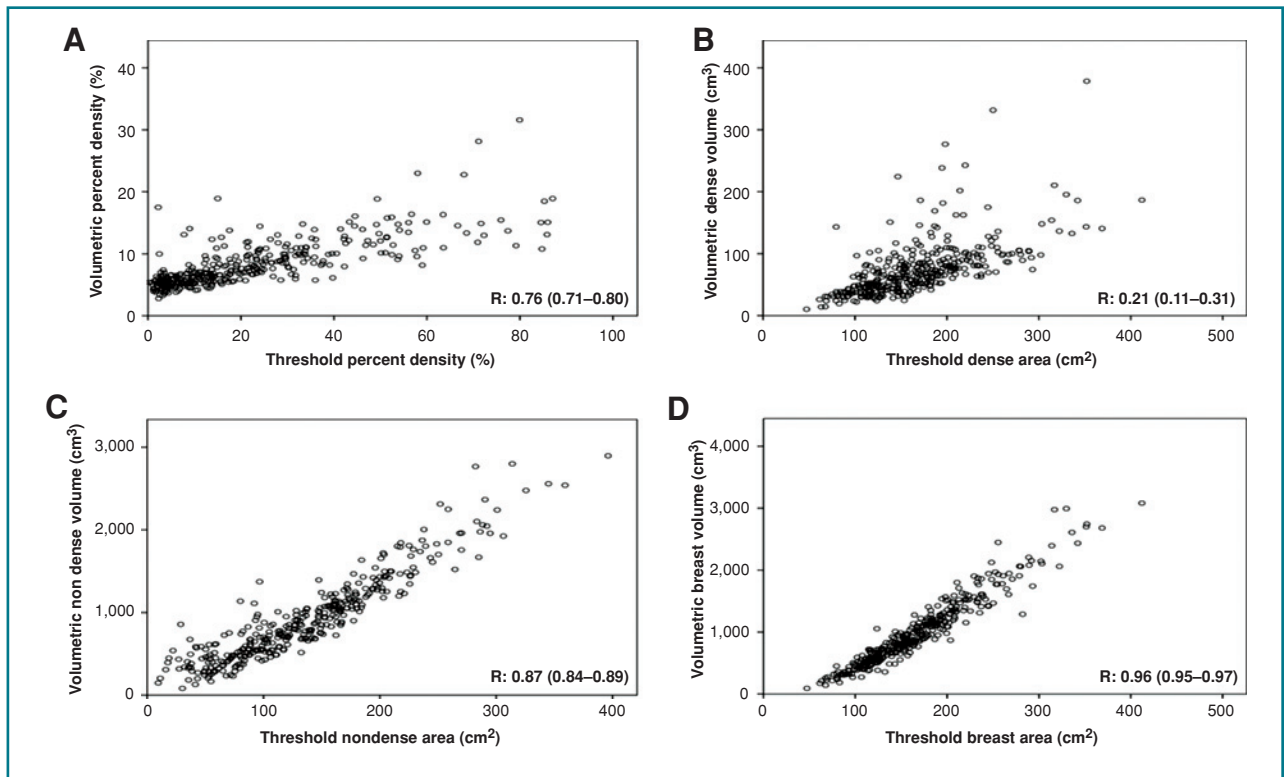 A
Volumetric percent density (%)
40
30
20
10
0
0 20 40 60 80 100
Threshold percent density (%)
R: 0.76 (0.71–0.80)
B
Volumetric dense volume (cm³)
400
300
200
100
0
0 100 200 300 400 500
Threshold dense area (cm²)
R: 0.21 (0.11–0.31)
C
Volumetric non dense volume (cm³)
3,000
2,000
1,000
0
0 100 200 300 400
Threshold nondense area (cm²)
R: 0.87 (0.84–0.89)
D
Volumetric breast volume (cm³)
4,000
3,000
2,000
1,000
0
0 100 200 300 400 500
Threshold breast area (cm²)
R: 0.96 (0.95–0.97)